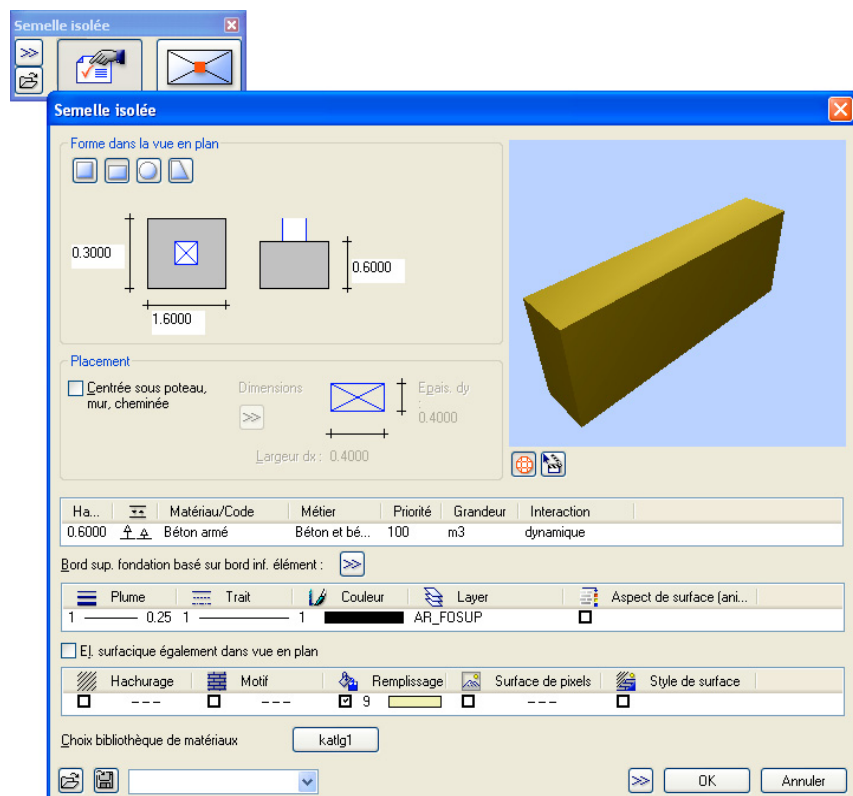 Semelle isolée
>>
Semelle isolée
Forme dans la vue en plan
0.3000
0.6000
1.6000
Placement
Centrée sous poteau,
mur, cheminée
Dimensions
>>
Epais. dy
:
0.4000
Largeur dx : 0.4000
Ha... Matériau/Code Métier Priorité Grandeur Interaction
0.6000 Béton armé Béton et bé... 100 m3 dynamique
Bord sup. fondation basé sur bord inf. élément : >>
Plume Trait Couleur Layer Aspect de surface (ani...
1 0.25 1 1 AR_FOSUP
El. surfacique également dans vue en plan
Hachurage Motif Remplissage Surface de pixels Style de surface
--- --- 9 ---
Choix bibliothèque de matériaux katlg1
>> OK Annuler